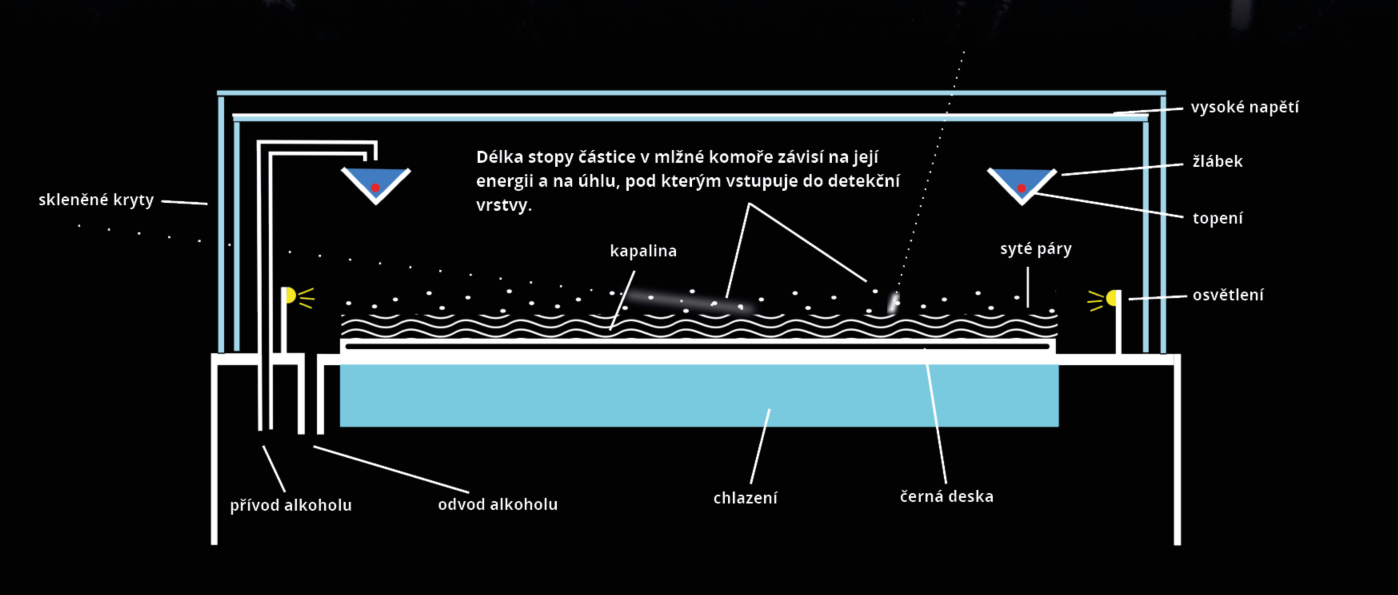 vysoké napětí
Délka stopy částice v mlžné komoře závisí na její
energii a na úhlu, pod kterým vstupuje do detekční
vrstvy.
žlábek
skleněné kryty
topení
kapalina
syté páry
osvětlení
přívod alkoholu
odvod alkoholu
chlazení
černá deska